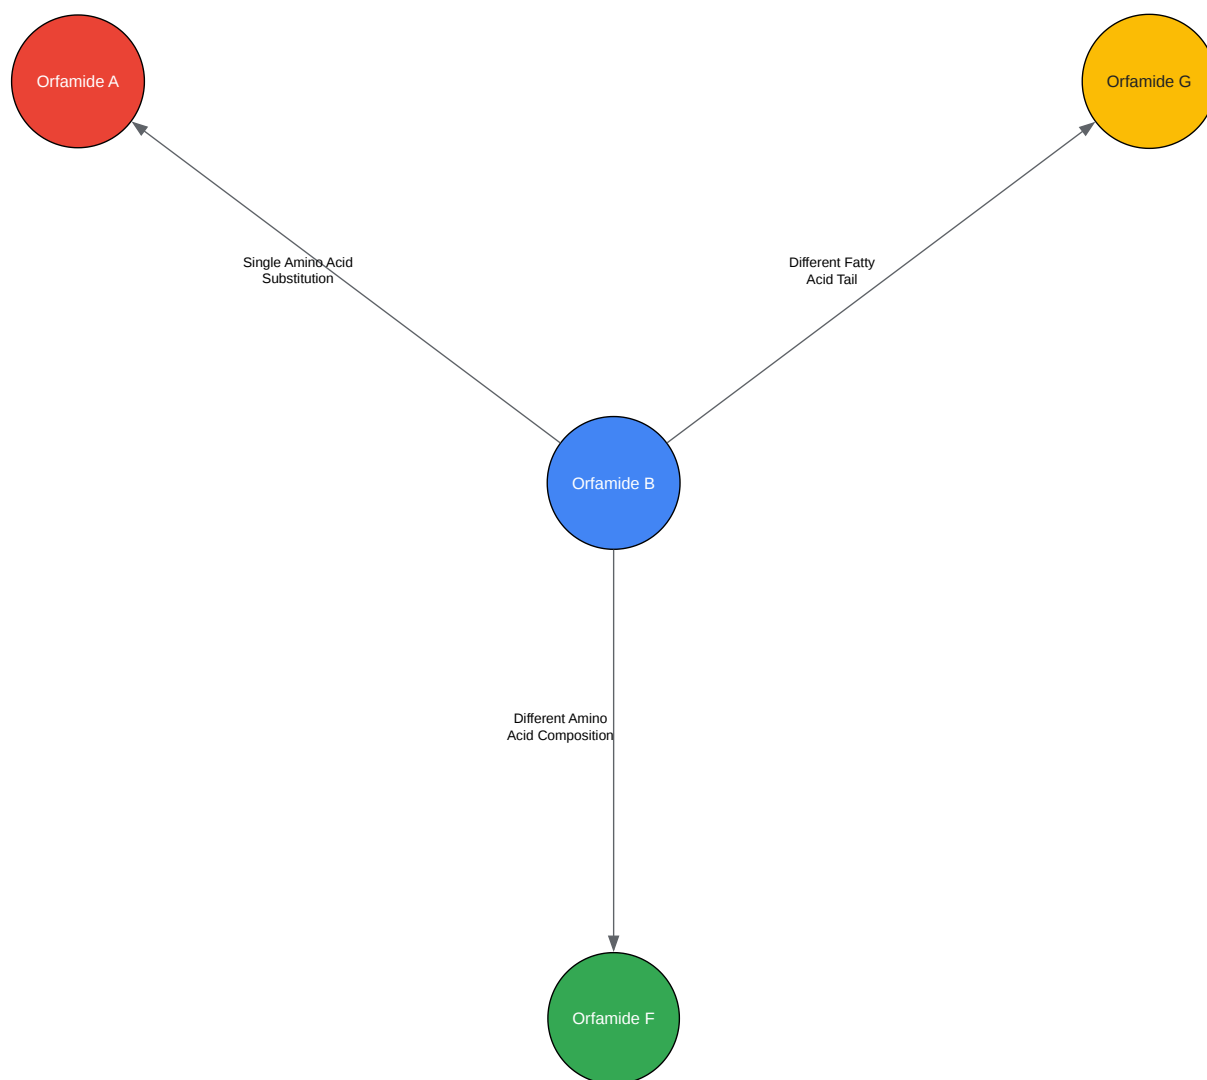 Orfamide A
Orfamide G
Single Amino Acid
Substitution
Different Fatty
Acid Tail
Orfamide B
Different Amino
Acid Composition
Orfamide F